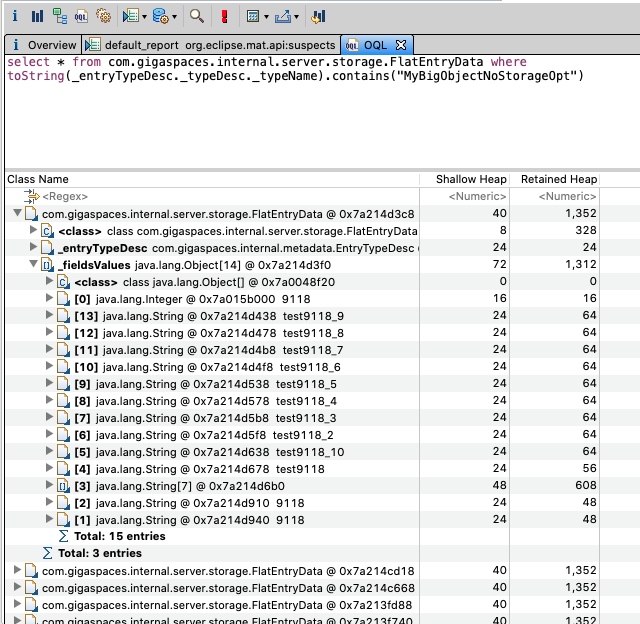 Overview default_report org.eclipse.mat.api:suspects OQL
select * from com.gigaspaces.internal.server.storage.FlatEntryData where
toString(_entryTypeDesc._typeDesc._typeName).contains("MyBigObjectNoStorageOpt")
Class Name Shallow Heap Retained Heap
<Regex> <Numeric> <Numeric>
com.gigaspaces.internal.server.storage.FlatEntryData @ 0x7a214d3c8 40 1,352
<class> class com.gigaspaces.internal.server.storage.FlatEntryData 8 328
_entryTypeDesc com.gigaspaces.internal.metadata.EntryTypeDesc 24 24
_fieldsValues java.lang.Object[14] @ 0x7a214d3f0 72 1,312
<class> class java.lang.Object[] @ 0x7a0048f20 0 0
[0] java.lang.Integer @ 0x7a015b000 9118 16 16
[13] java.lang.String @ 0x7a214d438 test9118_9 24 64
[12] java.lang.String @ 0x7a214d478 test9118_8 24 64
[11] java.lang.String @ 0x7a214d4b8 test9118_7 24 64
[10] java.lang.String @ 0x7a214d4f8 test9118_6 24 64
[9] java.lang.String @ 0x7a214d538 test9118_5 24 64
[8] java.lang.String @ 0x7a214d578 test9118_4 24 64
[7] java.lang.String @ 0x7a214d5b8 test9118_3 24 64
[6] java.lang.String @ 0x7a214d5f8 test9118_2 24 64
[5] java.lang.String @ 0x7a214d638 test9118_10 24 64
[4] java.lang.String @ 0x7a214d678 test9118 24 56
[3] java.lang.String[7] @ 0x7a214d6b0 48 608
[2] java.lang.String @ 0x7a214d910 9118 24 48
[1] java.lang.String @ 0x7a214d940 9118 24 48
Total: 15 entries
Total: 3 entries
com.gigaspaces.internal.server.storage.FlatEntryData @ 0x7a214cd18 40 1,352
com.gigaspaces.internal.server.storage.FlatEntryData @ 0x7a214c668 40 1,352
com.gigaspaces.internal.server.storage.FlatEntryData @ 0x7a213fd88 40 1,352
com.gigaspaces.internal.server.storage.FlatEntryData @ 0x7a213f740 40 1,352